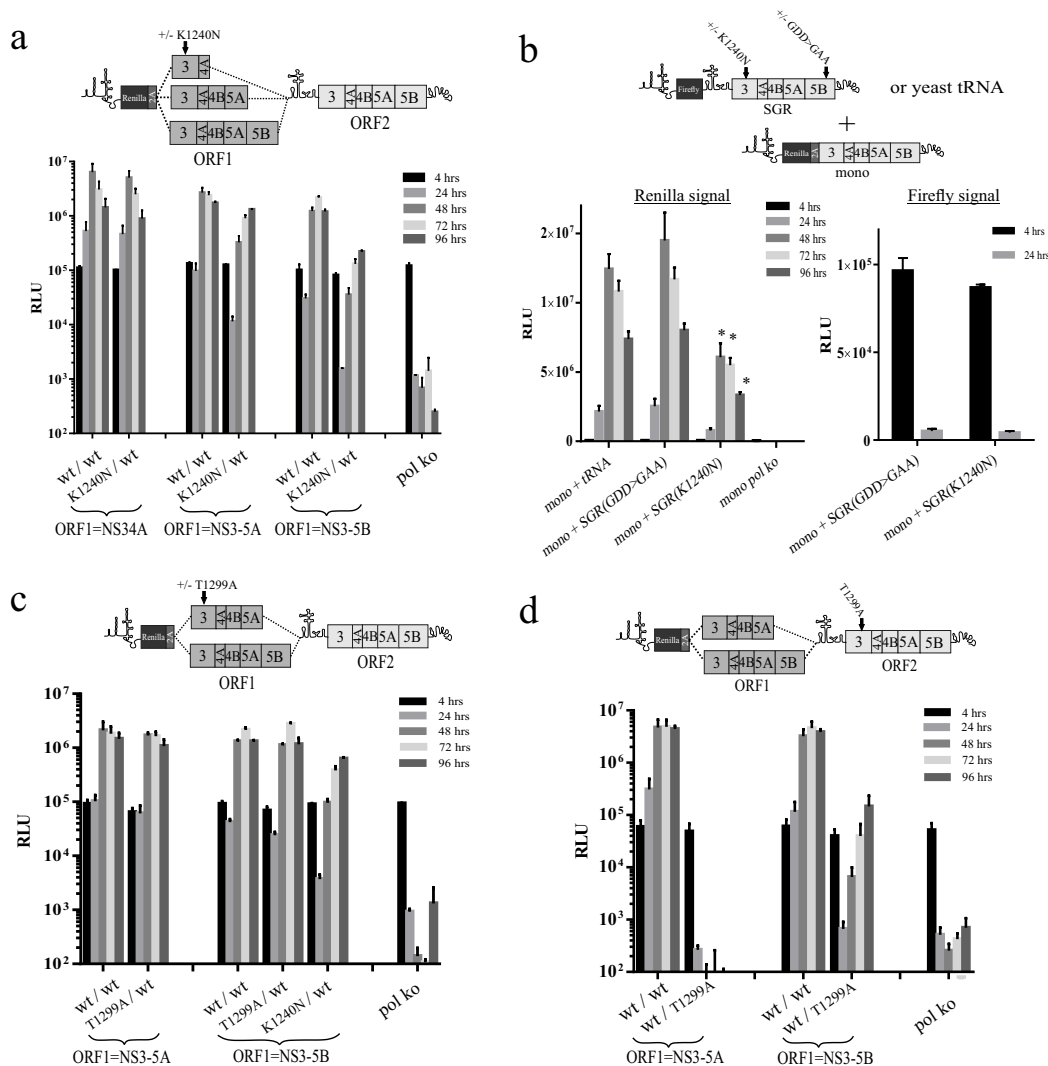 a
+/- K1240N
3 4A
Renilla 2A
3 4A 4B 5A
3 4A 4B 5A 5B
ORF1
3 4A 4B 5A 5B
ORF2
10^7
10^6
10^5
10^4
10^3
10^2
RLU
4 hrs
24 hrs
48 hrs
72 hrs
96 hrs
wt / wt
K1240N / wt
wt / wt
K1240N / wt
wt / wt
K1240N / wt
pol ko
ORF1=NS34A
ORF1=NS3-5A
ORF1=NS3-5B
b
+/- K1240N
+/- GDD>GAA
Firefly
3 4A 4B 5A 5B
SGR
or yeast tRNA
+
Renilla 2A 3 4A 4B 5A 5B
mono
Renilla signal
2×10^7
1×10^7
5×10^6
0
RLU
4 hrs
24 hrs
48 hrs
72 hrs
96 hrs
* * *
mono + tRNA
mono + SGR(GDD>GAA)
mono + SGR(K1240N)
mono pol ko
Firefly signal
1×10^5
5×10^4
0
RLU
4 hrs
24 hrs
mono + SGR(GDD>GAA)
mono + SGR(K1240N)
c
+/- T1299A
Renilla 2A
3 4A 4B 5A
3 4A 4B 5A 5B
ORF1
3 4A 4B 5A 5B
ORF2
10^7
10^6
10^5
10^4
10^3
10^2
RLU
4 hrs
24 hrs
48 hrs
72 hrs
96 hrs
wt / wt
T1299A / wt
wt / wt
T1299A / wt
K1240N / wt
pol ko
ORF1=NS3-5A
ORF1=NS3-5B
d
T1299A
Renilla 2A
3 4A 4B 5A
3 4A 4B 5A 5B
ORF1
3 4A 4B 5A 5B
ORF2
10^7
10^6
10^5
10^4
10^3
10^2
RLU
4 hrs
24 hrs
48 hrs
72 hrs
96 hrs
wt / wt
wt / T1299A
wt / wt
wt / T1299A
pol ko
ORF1=NS3-5A
ORF1=NS3-5B